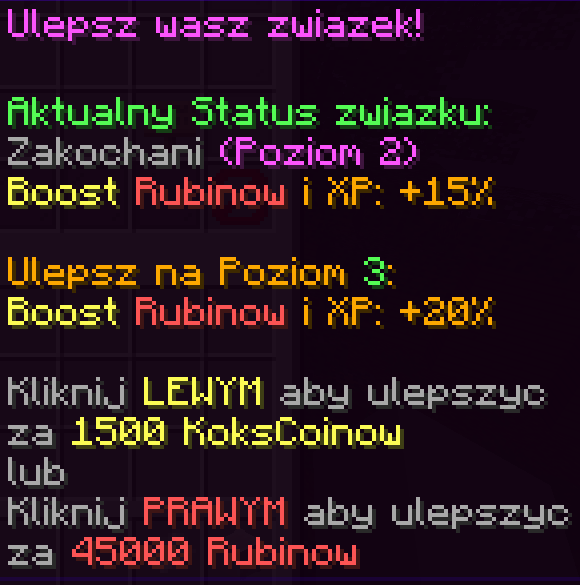 Ulepsz wasz zwiazek!
Aktualny Status zwiazku:
Zakochani (Poziom 2)
Boost Rubinow i XP: +15%
Ulepsz na Poziom 3:
Boost Rubinow i XP: +20%
Kliknij LEWYM aby ulepszyc
za 1500 KoksCoinow
lub
Kliknij PRAWYM aby ulepszyc
za 45000 Rubinow